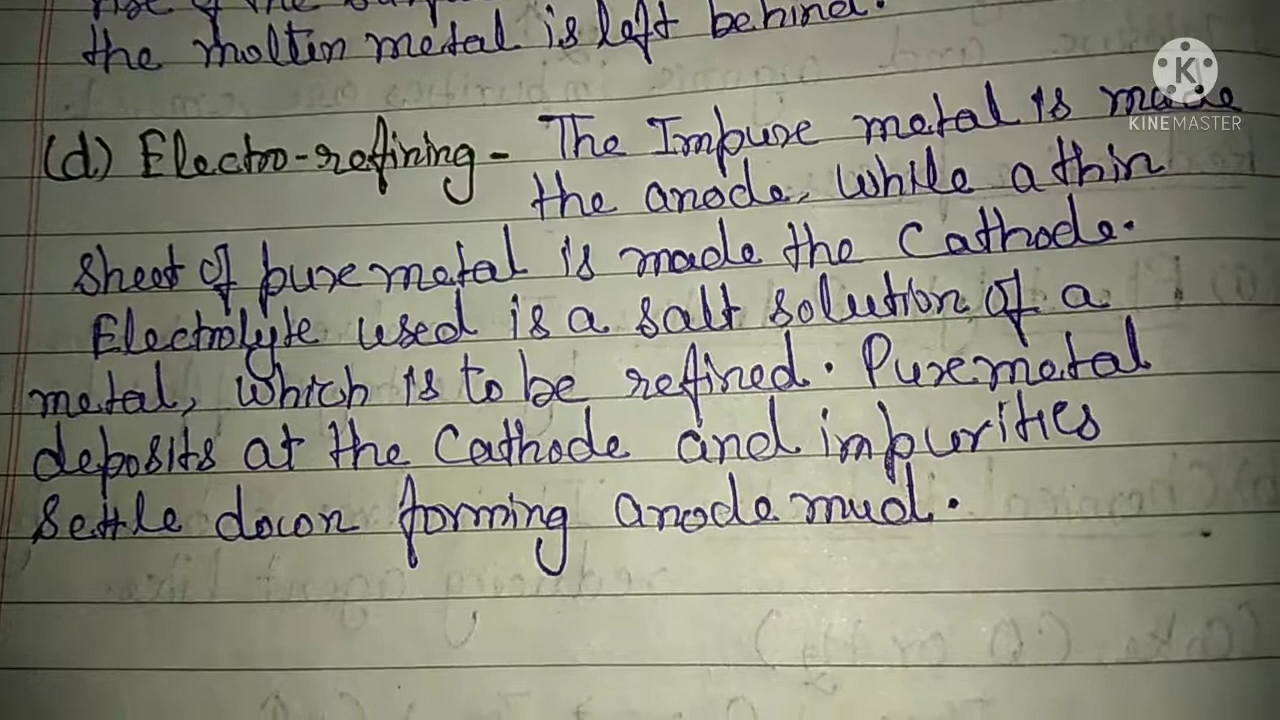 the molten metal is left behind.
(d) Electro-refining - The Impure metal is made
the anode, while a thin
sheet of pure metal is made the Cathode.
Electrolyte used is a salt solution of a
metal, which is to be refined. Pure metal
deposits at the Cathode and impurities
settle down forming anode mud.
K
KINEMASTER